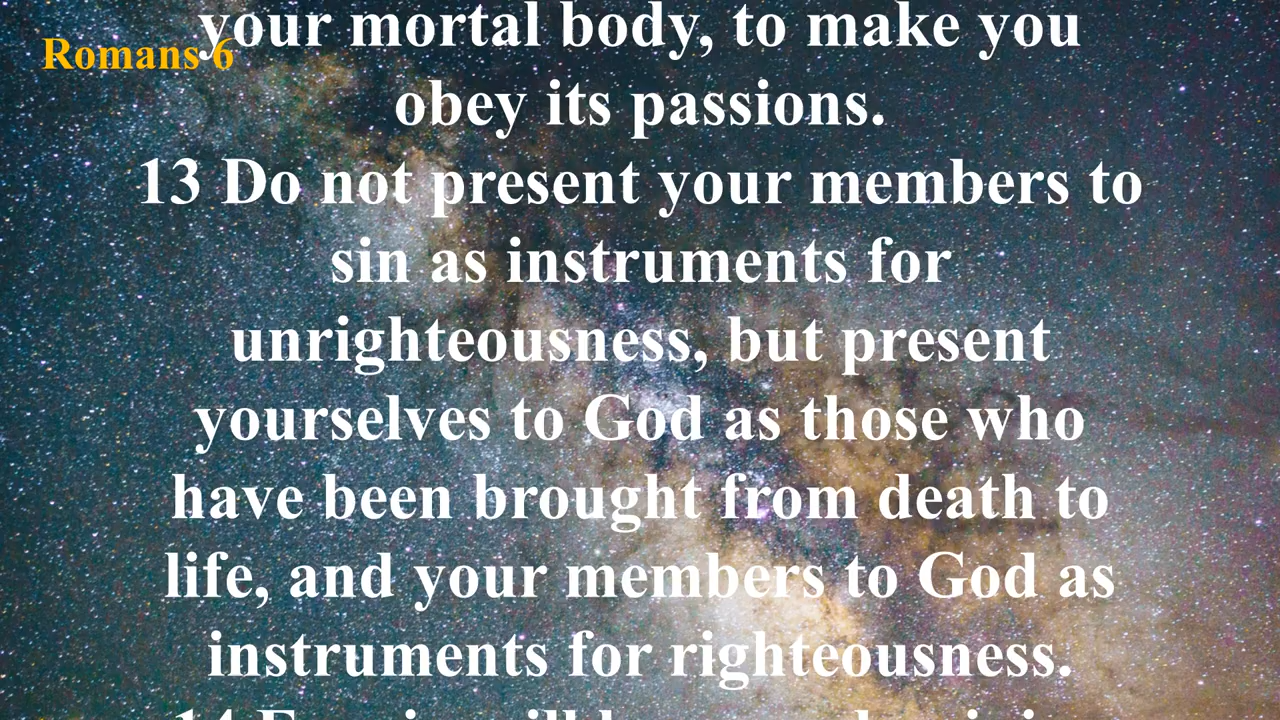 your mortal body, to make you
Romans 6
obey its passions.
13 Do not present your members to
sin as instruments for
unrighteousness, but present
yourselves to God as those who
have been brought from death to
life, and your members to God as
instruments for righteousness.